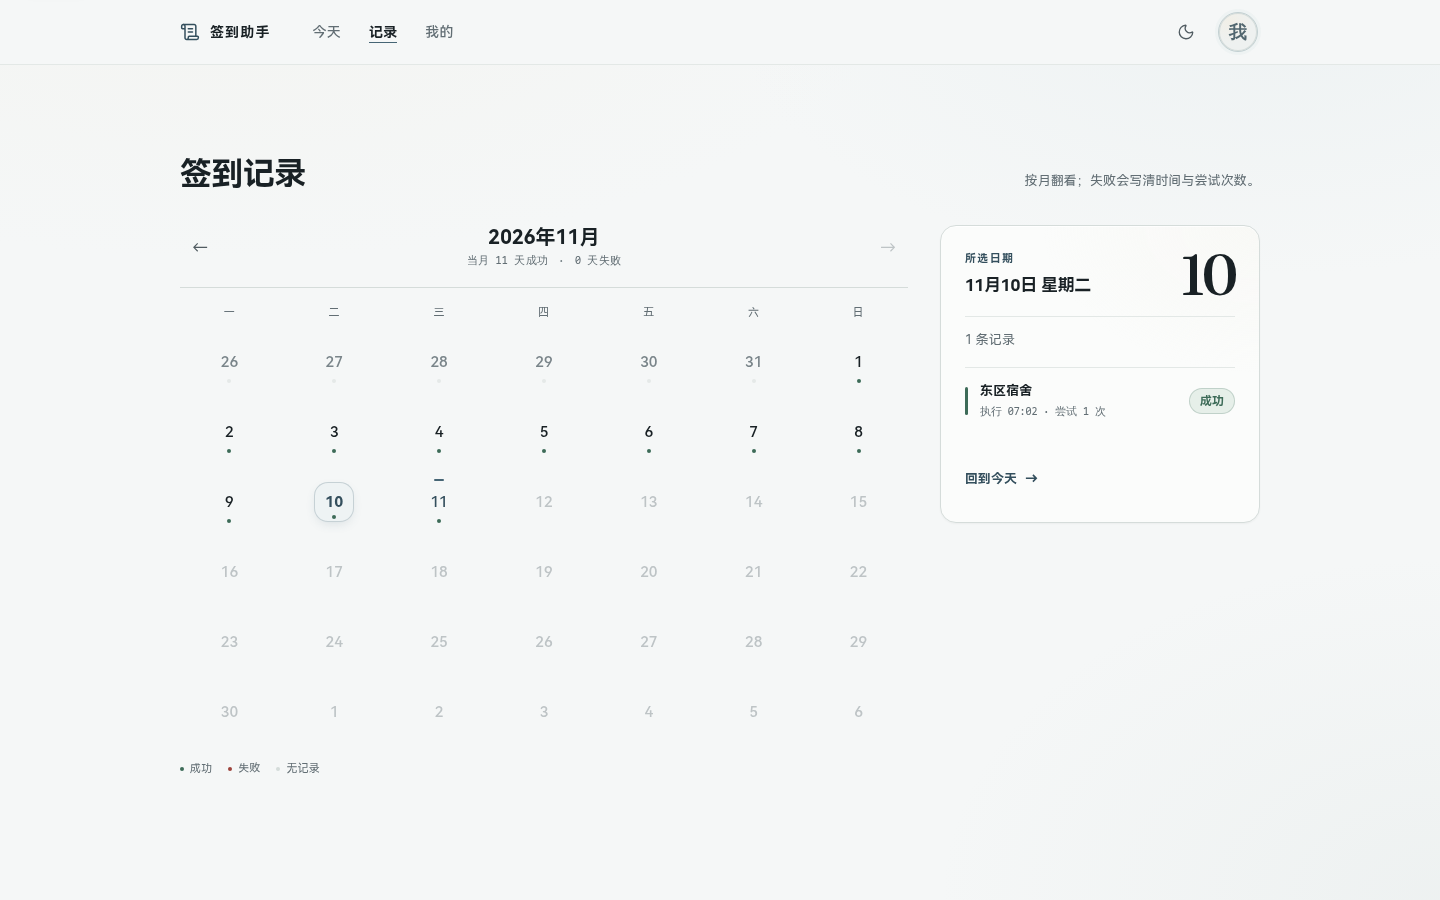 签到助手 今天 记录 我的 我
签到记录
按月翻看；失败会写清时间与尝试次数。
← 2026年11月 →
当月 11 天成功 · 0 天失败
一 二 三 四 五 六 日
26 27 28 29 30 31 1
2 3 4 5 6 7 8
9 10 11 12 13 14 15
16 17 18 19 20 21 22
23 24 25 26 27 28 29
30 1 2 3 4 5 6
成功 失败 无记录
所选日期
11月10日 星期二
10
1 条记录
东区宿舍
执行 07:02 · 尝试 1 次
成功
回到今天 →